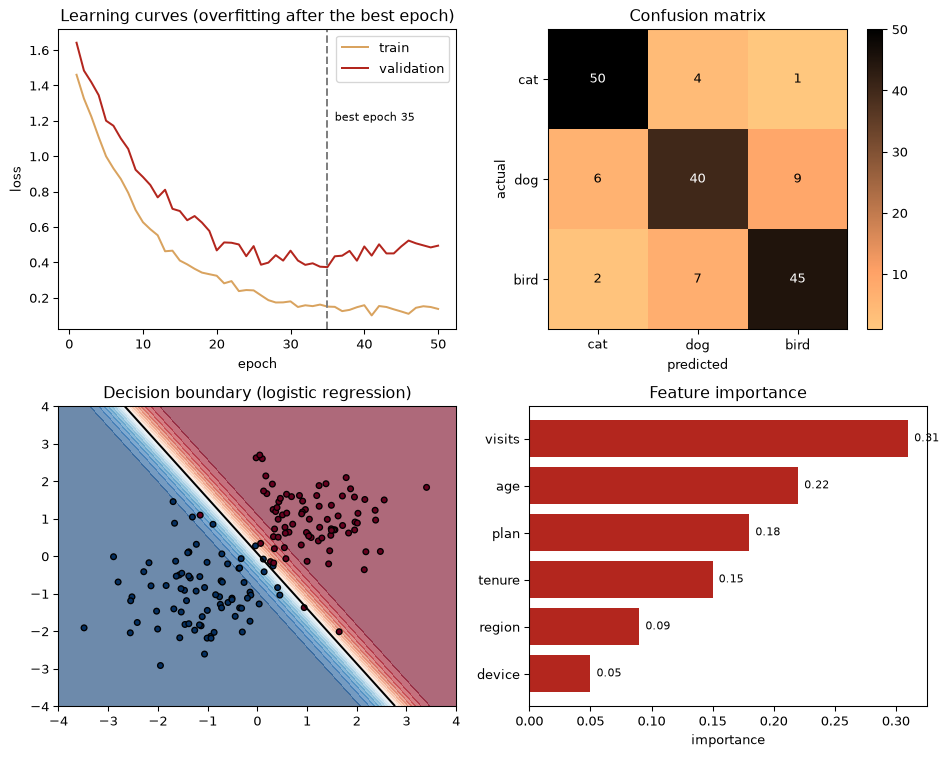 Learning curves (overfitting after the best epoch)
1.6
1.4
1.2
1.0
0.8
0.6
0.4
0.2
loss
train
validation
best epoch 35
0 10 20 30 40 50
epoch
Confusion matrix
cat
dog
bird
actual
50 4 1
6 40 9
2 7 45
cat dog bird
predicted
50
40
30
20
10
Decision boundary (logistic regression)
4
3
2
1
0
−1
−2
−3
−4
−4 −3 −2 −1 0 1 2 3 4
Feature importance
visits 0.31
age 0.22
plan 0.18
tenure 0.15
region 0.09
device 0.05
0.00 0.05 0.10 0.15 0.20 0.25 0.30
importance